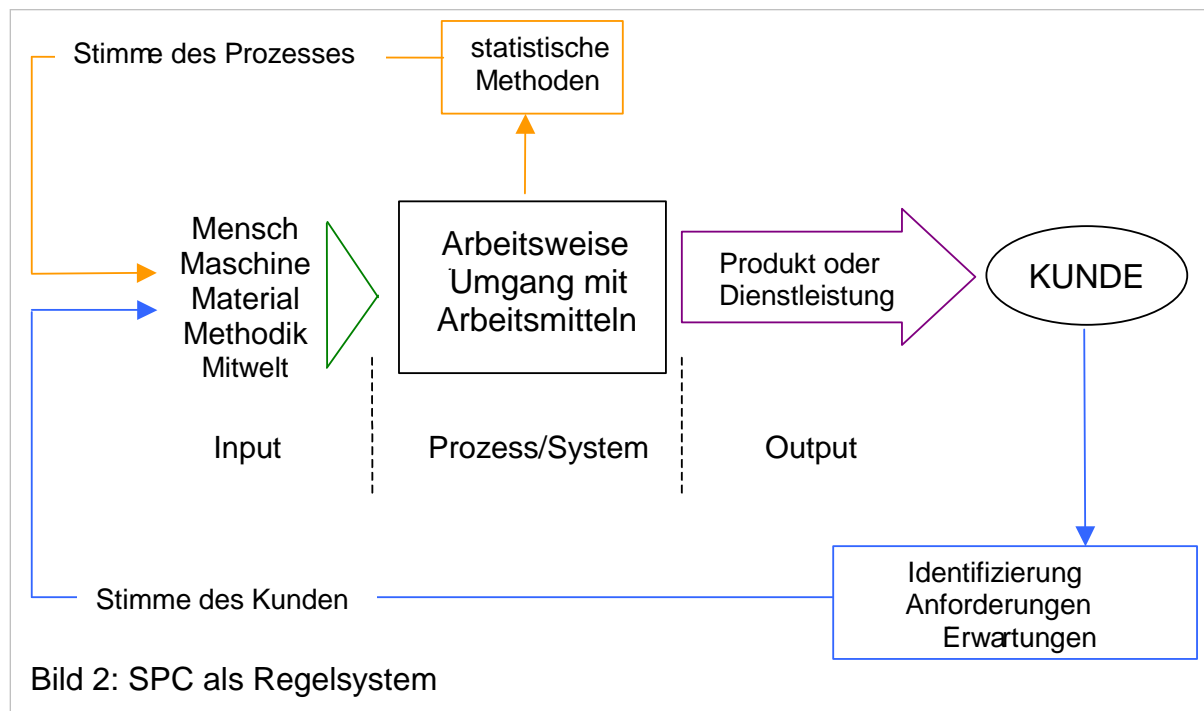 Stimme des Prozesses
statistische
Methoden
Mensch
Maschine
Material
Methodik
Mitwelt
Arbeitsweise
Umgang mit
Arbeitsmitteln
Produkt oder
Dienstleistung
KUNDE
Input
Prozess/System
Output
Stimme des Kunden
Identifizierung
Anforderungen
Erwartungen
Bild 2: SPC als Regelsystem